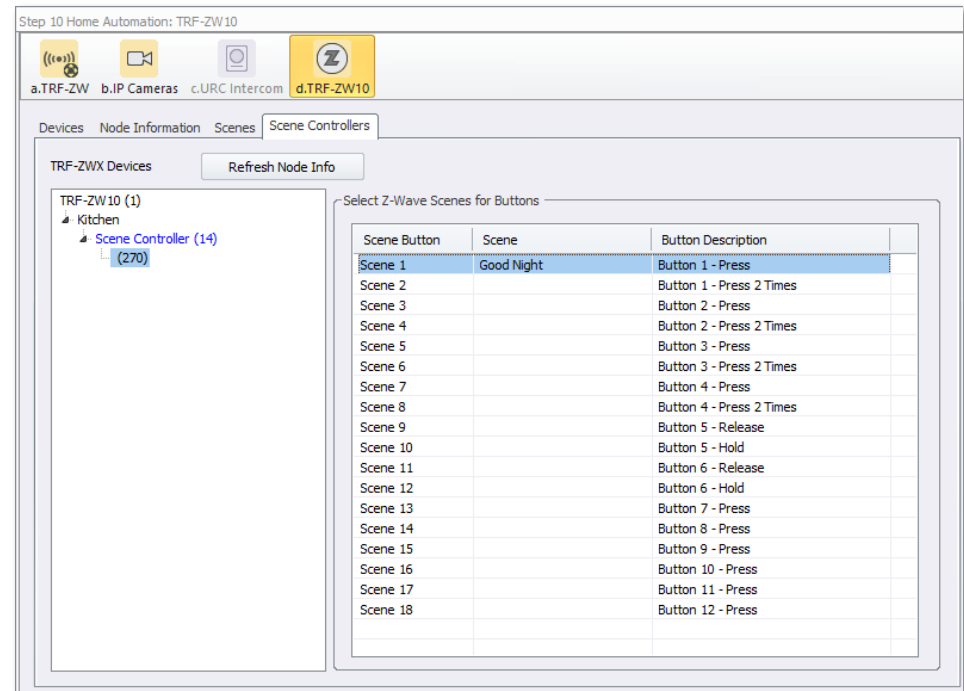 Step 10 Home Automation: TRF-ZW10
a.TRF-ZW b.IP Cameras c.URC Intercom d.TRF-ZW10
Devices Node Information Scenes Scene Controllers
TRF-ZWX Devices Refresh Node Info
TRF-ZW10 (1)
Kitchen
Scene Controller (14)
(270)
Select Z-Wave Scenes for Buttons
Scene Button Scene Button Description
Scene 1 Good Night Button 1 - Press
Scene 2 Button 1 - Press 2 Times
Scene 3 Button 2 - Press
Scene 4 Button 2 - Press 2 Times
Scene 5 Button 3 - Press
Scene 6 Button 3 - Press 2 Times
Scene 7 Button 4 - Press
Scene 8 Button 4 - Press 2 Times
Scene 9 Button 5 - Release
Scene 10 Button 5 - Hold
Scene 11 Button 6 - Release
Scene 12 Button 6 - Hold
Scene 13 Button 7 - Press
Scene 14 Button 8 - Press
Scene 15 Button 9 - Press
Scene 16 Button 10 - Press
Scene 17 Button 11 - Press
Scene 18 Button 12 - Press